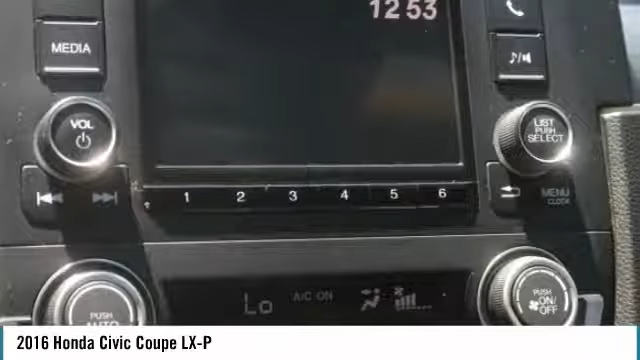 12 53
MEDIA
VOL
LIST
PUSH
SELECT
1 2 3 4 5 6
MENU
CLOCK
Lo
A/C ON
PUSH
AUTO
PUSH
ON/
OFF
2016 Honda Civic Coupe LX-P